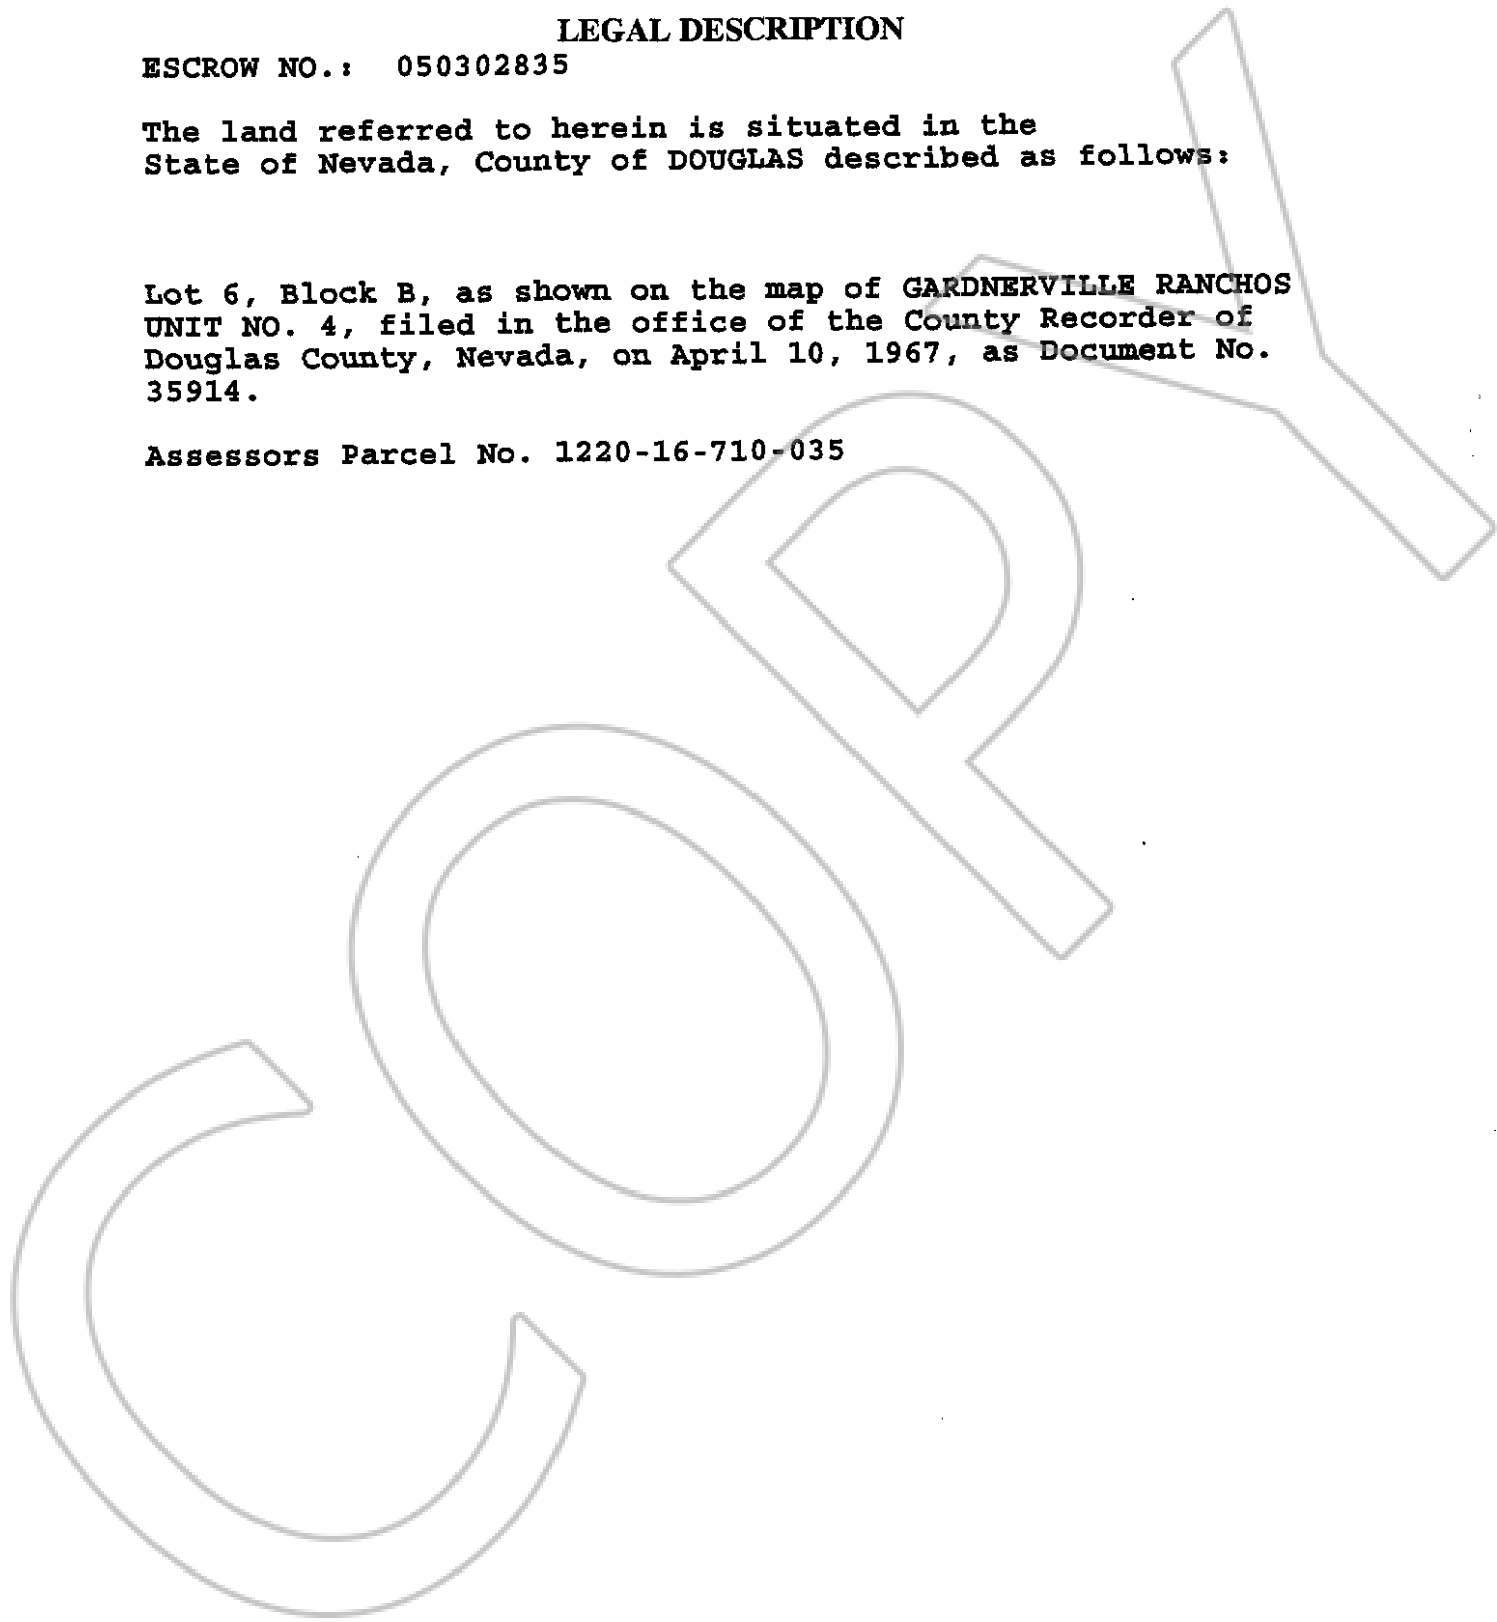 LEGAL DESCRIPTION
ESCROW NO.: 050302835
The land referred to herein is situated in the
State of Nevada, County of DOUGLAS described as follows:
Lot 6, Block B, as shown on the map of GARDNERVILLE RANCHOS
UNIT NO. 4, filed in the office of the County Recorder of
Douglas County, Nevada, on April 10, 1967, as Document No.
35914.
Assessors Parcel No. 1220-16-710-035
COPY